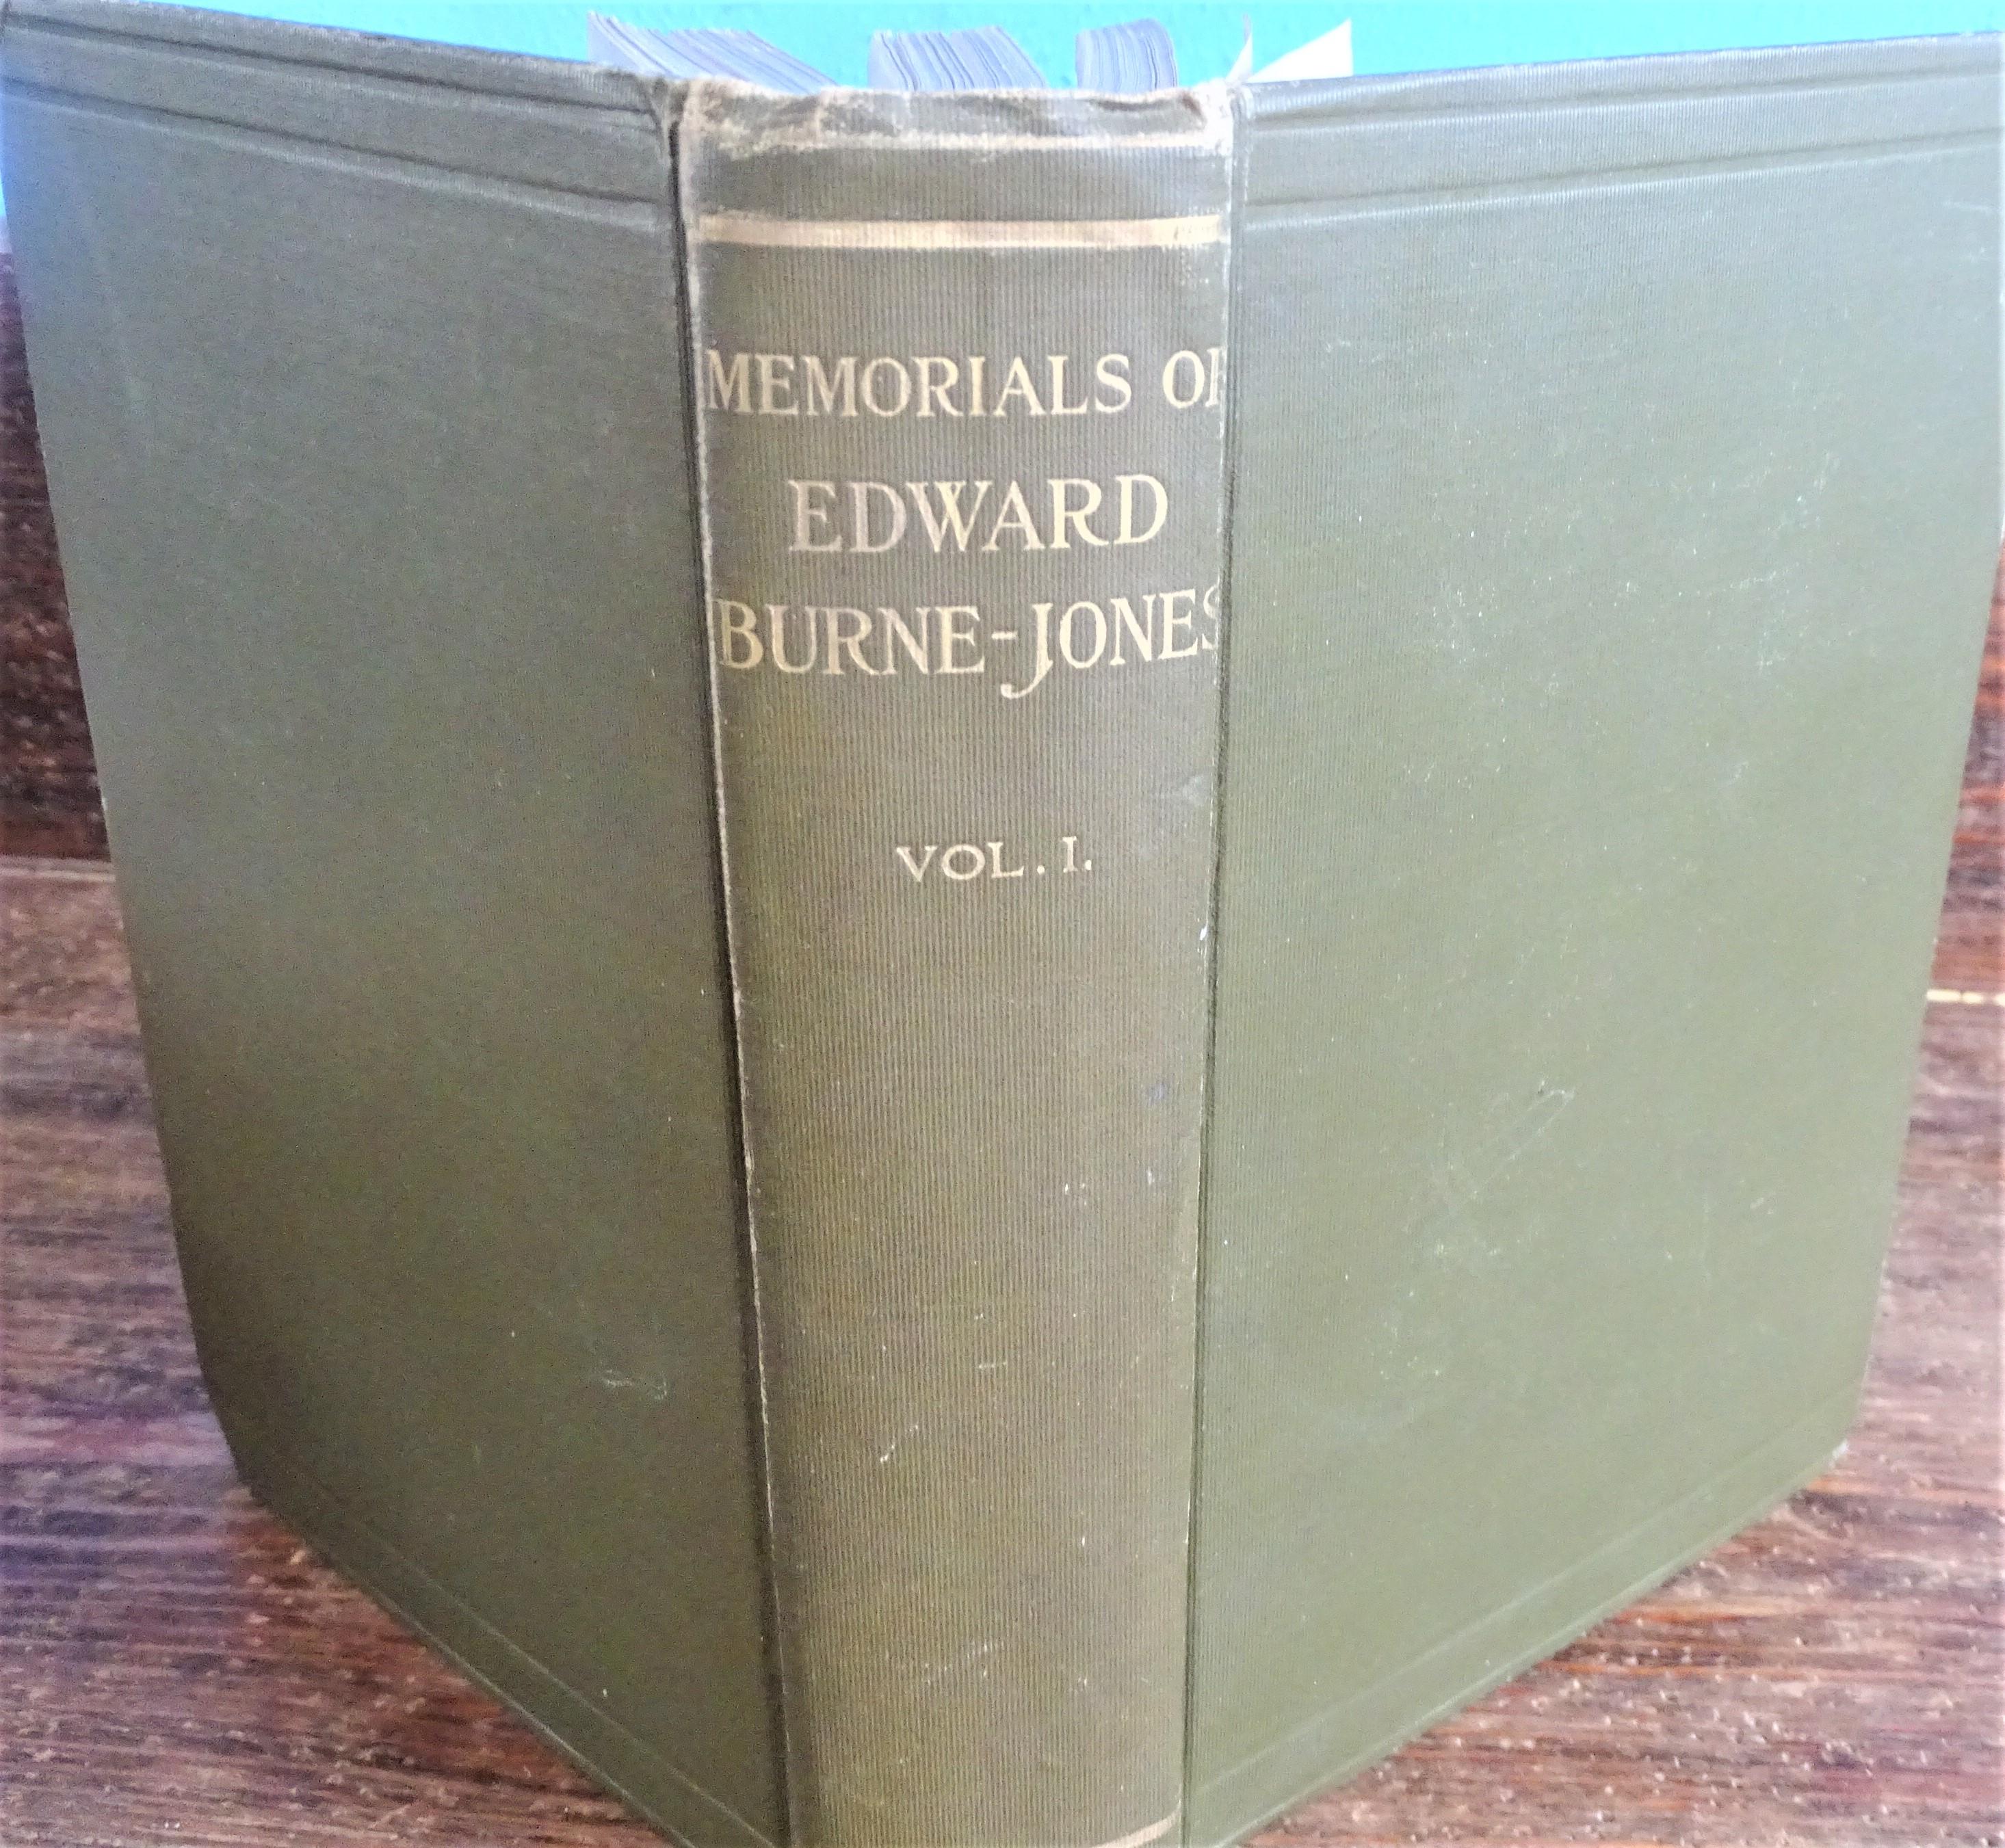 MEMORIALS OF
EDWARD
BURNE-JONES
VOL. I.